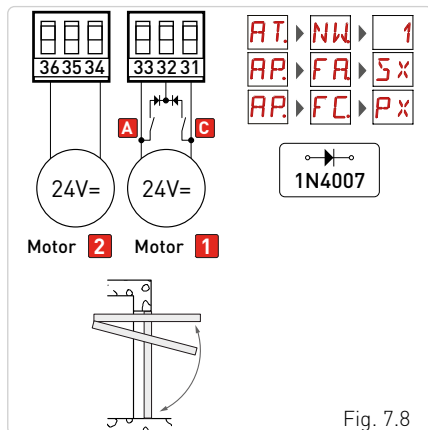 36 35 34
33 32 31
A
C
24V=
24V=
Motor 2
Motor 1
AT. NW. 1
AP. FA. SX
AP. FC. PX
1N4007
Fig. 7.8